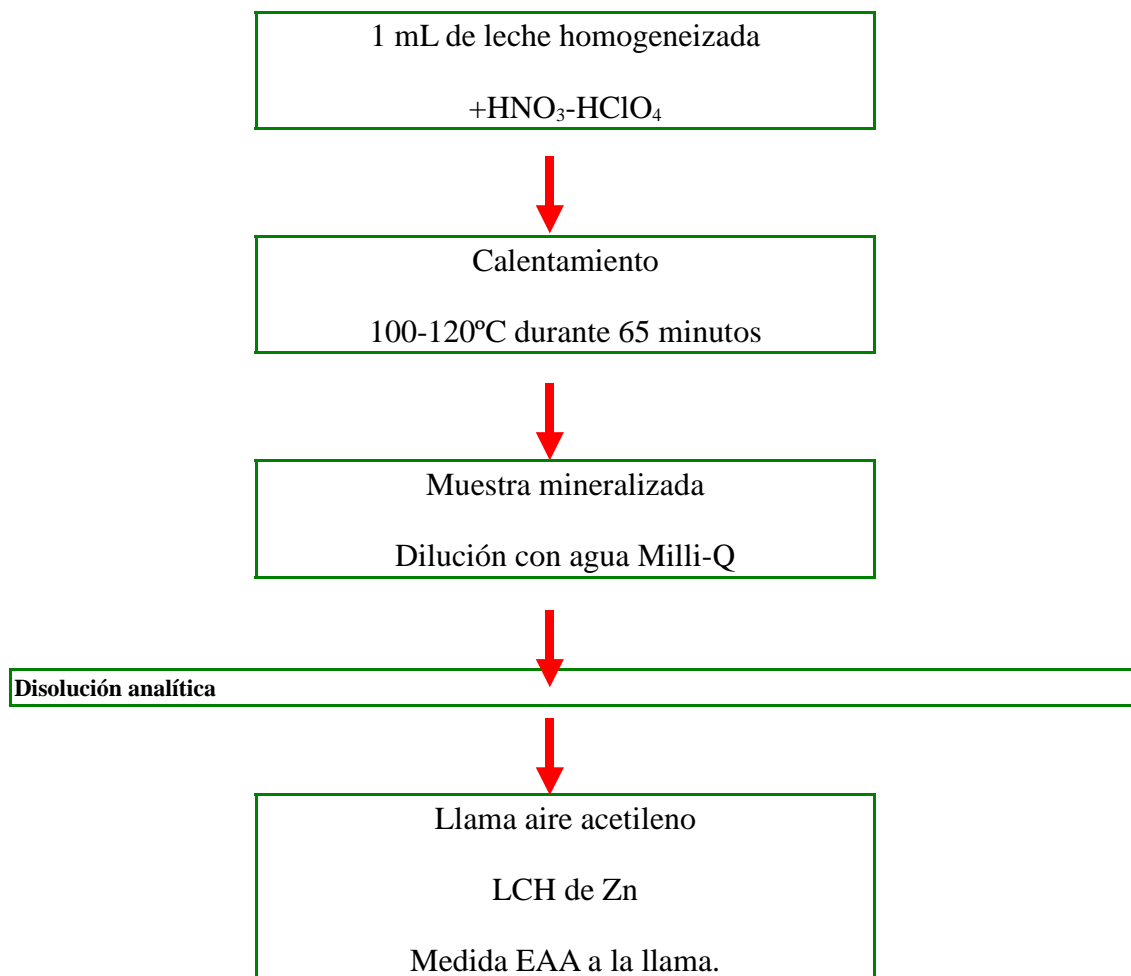 1 mL de leche homogeneizada
+HNO₃-HClO₄
Calentamiento
100-120ºC durante 65 minutos
Muestra mineralizada
Dilución con agua Milli-Q
Disolución analítica
Llama aire acetileno
LCH de Zn
Medida EAA a la llama.